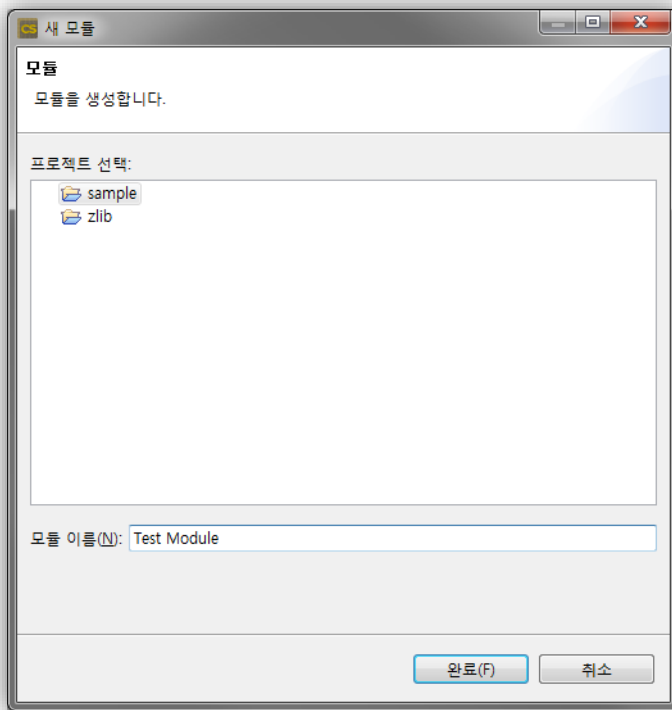 CS 새 모듈
모듈
모듈을 생성합니다.
프로젝트 선택:
sample
zlib
모듈 이름(N): Test Module
완료(F) 취소